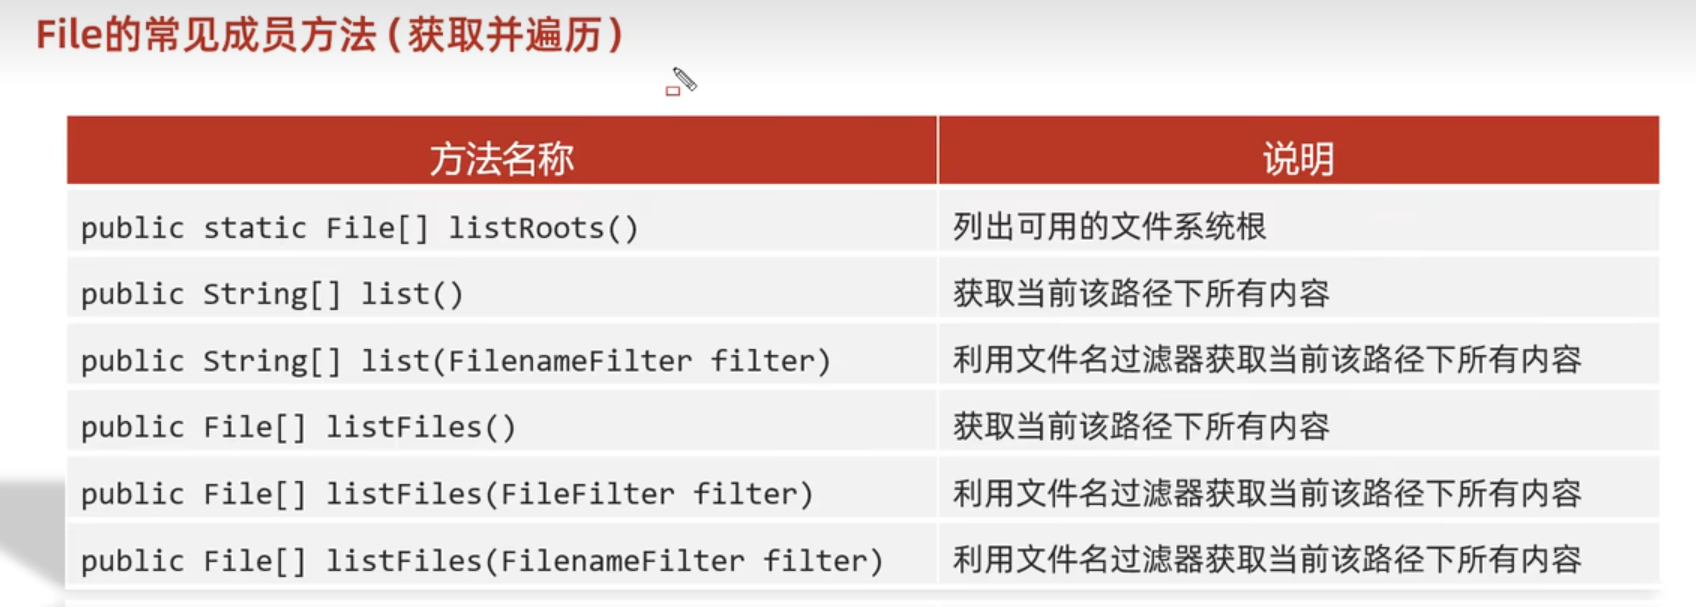 File的常见成员方法(获取并遍历)
方法名称 说明
public static File[] listRoots() 列出可用的文件系统根
public String[] list() 获取当前该路径下所有内容
public String[] list(FilenameFilter filter) 利用文件名过滤器获取当前该路径下所有内容
public File[] listFiles() 获取当前该路径下所有内容
public File[] listFiles(FileFilter filter) 利用文件名过滤器获取当前该路径下所有内容
public File[] listFiles(FilenameFilter filter) 利用文件名过滤器获取当前该路径下所有内容